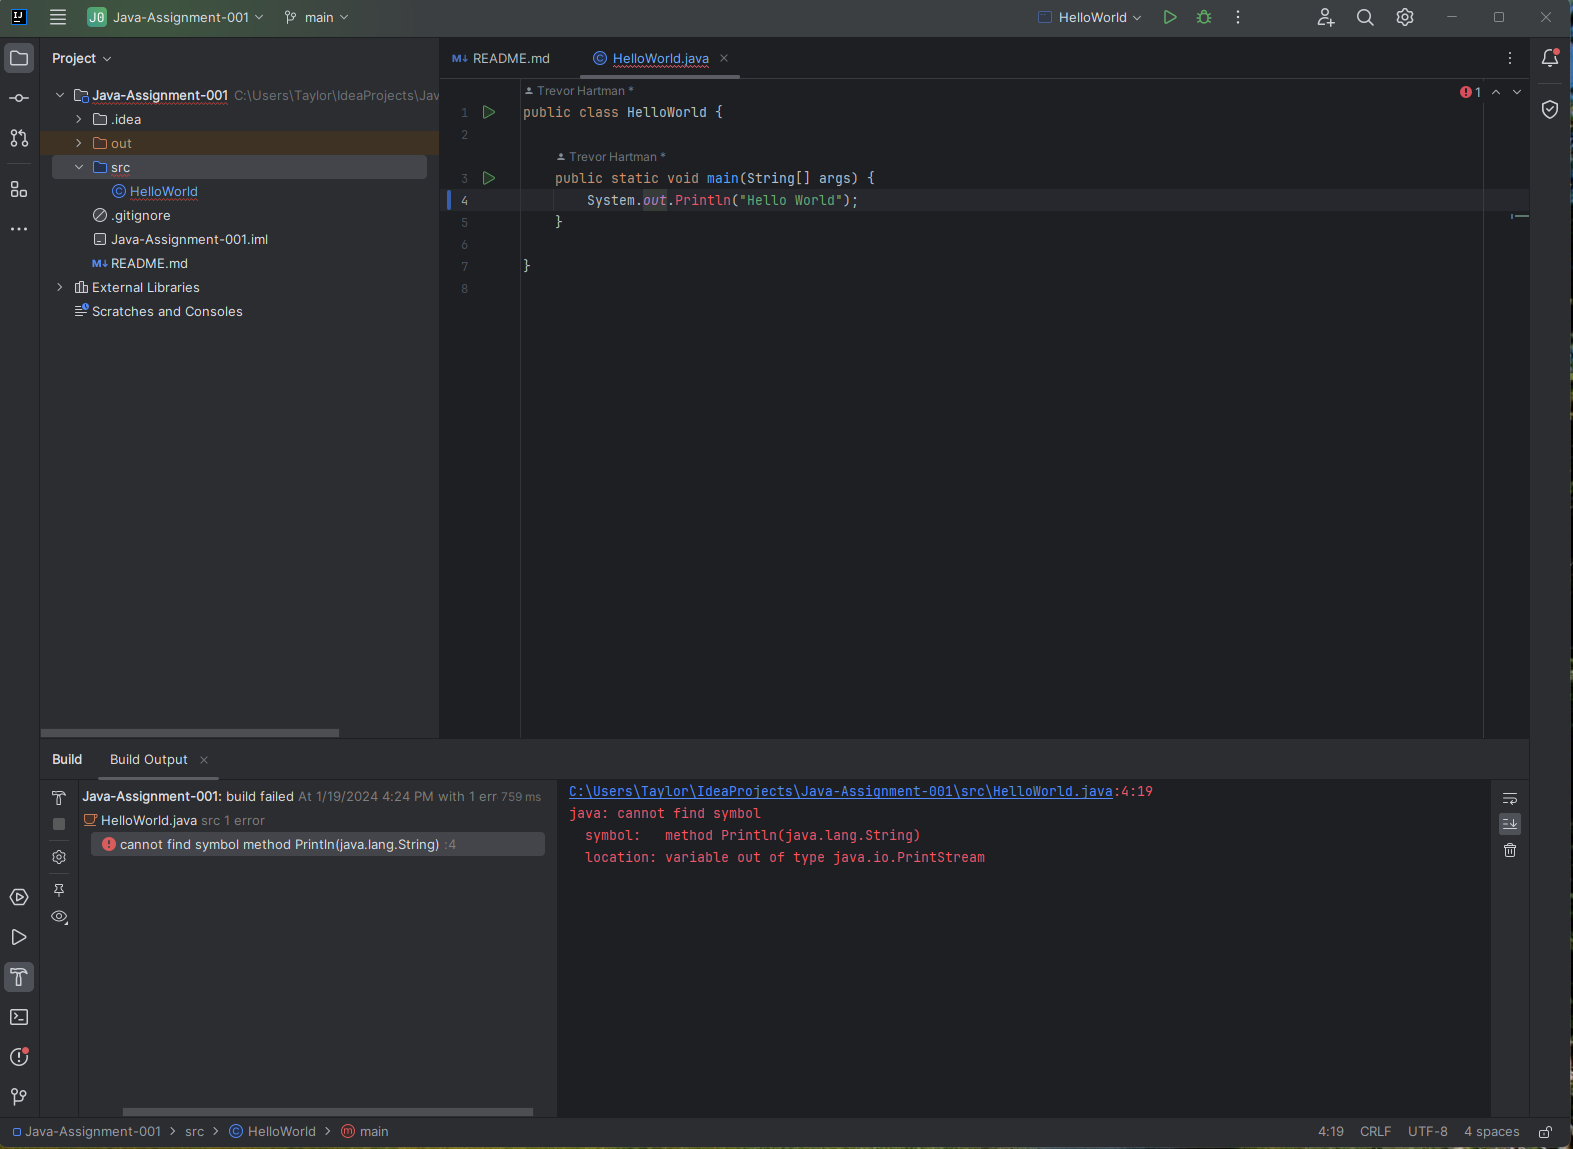 J0 Java-Assignment-001 main HelloWorld
Project
Java-Assignment-001 C:\Users\Taylor\IdeaProjects\Jav
.idea
out
src
HelloWorld
.gitignore
Java-Assignment-001.iml
M↓ README.md
External Libraries
Scratches and Consoles
M↓ README.md HelloWorld.java
Trevor Hartman *
1
1 public class HelloWorld {
2
Trevor Hartman *
3 public static void main(String[] args) {
4 System.out.Println("Hello World");
5 }
6
7 }
8
Build Build Output
Java-Assignment-001: build failed At 1/19/2024 4:24 PM with 1 err 759 ms
HelloWorld.java src 1 error
cannot find symbol method Println(java.lang.String) :4
C:\Users\Taylor\IdeaProjects\Java-Assignment-001\src\HelloWorld.java:4:19
java: cannot find symbol
symbol: method Println(java.lang.String)
location: variable out of type java.io.PrintStream
Java-Assignment-001 > src > HelloWorld > main 4:19 CRLF UTF-8 4 spaces